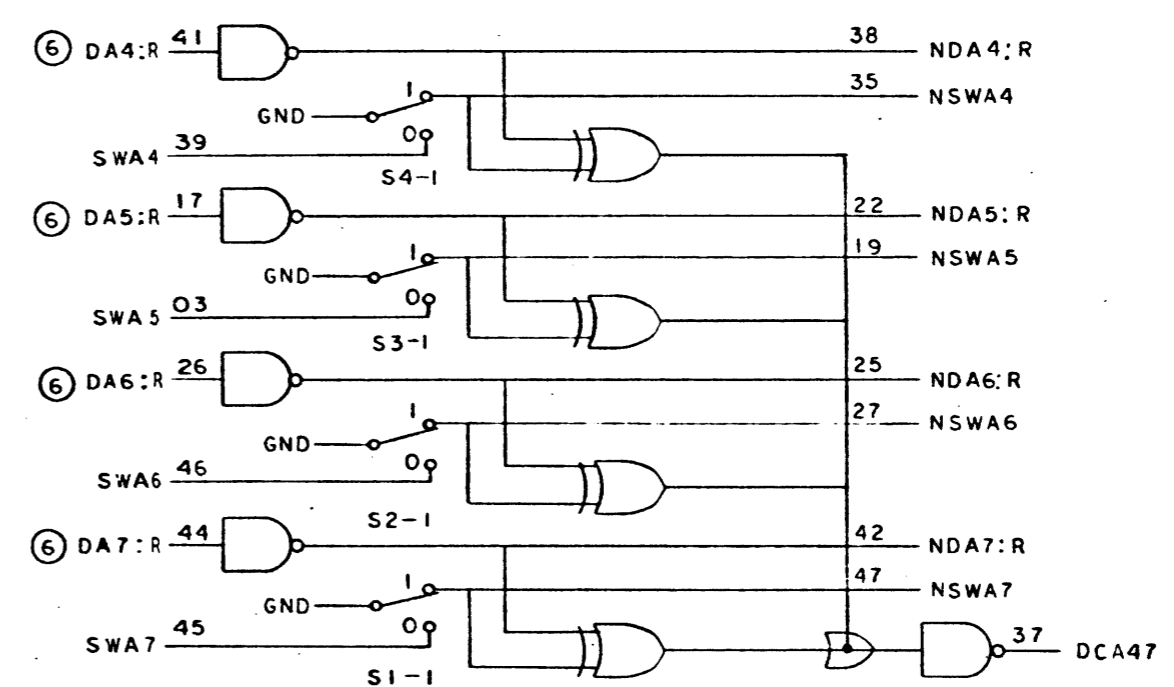 6 DA4:R 41 38 NDA4:R
1 35 NSWA4
GND
0
SWA4 39
S4-1
6 DA5:R 17 22 NDA5:R
1 19 NSWA5
GND
0
SWA5 03
S3-1
6 DA6:R 26 25 NDA6:R
1 27 NSWA6
GND
0
SWA6 46
S2-1
6 DA7:R 44 42 NDA7:R
1 47 NSWA7
GND
0
SWA7 45
37 DCA47
S1-1